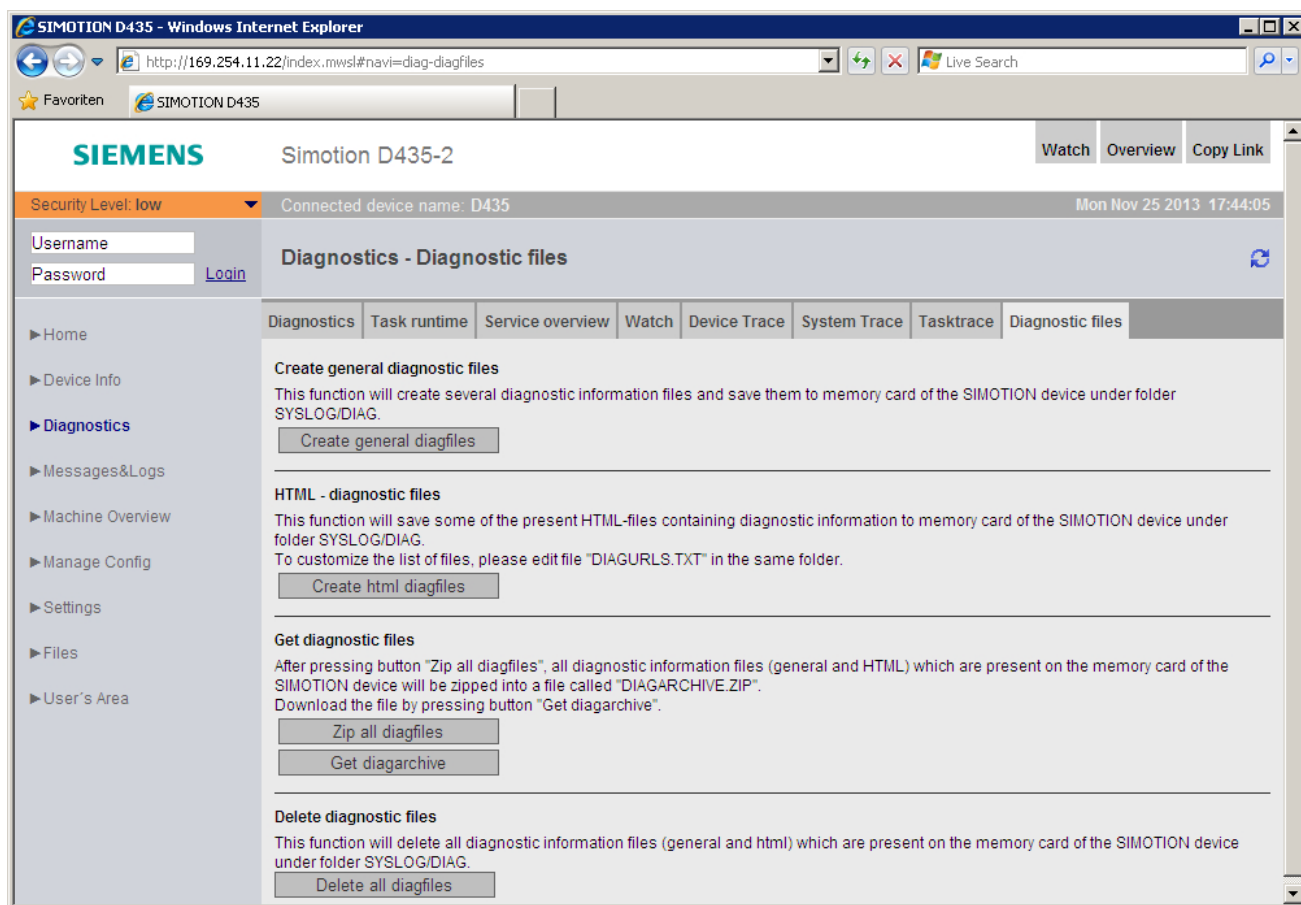 SIMOTION D435 - Windows Internet Explorer
http://169.254.11.22/index.mwsl#navi=diag-diagfiles
Live Search
Favoriten
SIMOTION D435
SIEMENS
Simotion D435-2
Watch Overview Copy Link
Security Level: low
Connected device name: D435
Mon Nov 25 2013 17:44:05
Username
Password
Login
Diagnostics - Diagnostic files
Diagnostics Task runtime Service overview Watch Device Trace System Trace Tasktrace Diagnostic files
Home
Device Info
Diagnostics
Messages&Logs
Machine Overview
Manage Config
Settings
Files
User´s Area
Create general diagnostic files
This function will create several diagnostic information files and save them to memory card of the SIMOTION device under folder
SYSLOG/DIAG.
Create general diagfiles
HTML - diagnostic files
This function will save some of the present HTML-files containing diagnostic information to memory card of the SIMOTION device under
folder SYSLOG/DIAG.
To customize the list of files, please edit file "DIAGURLS.TXT" in the same folder.
Create html diagfiles
Get diagnostic files
After pressing button "Zip all diagfiles", all diagnostic information files (general and HTML) which are present on the memory card of the
SIMOTION device will be zipped into a file called "DIAGARCHIVE.ZIP".
Download the file by pressing button "Get diagarchive".
Zip all diagfiles
Get diagarchive
Delete diagnostic files
This function will delete all diagnostic information files (general and html) which are present on the memory card of the SIMOTION device
under folder SYSLOG/DIAG.
Delete all diagfiles